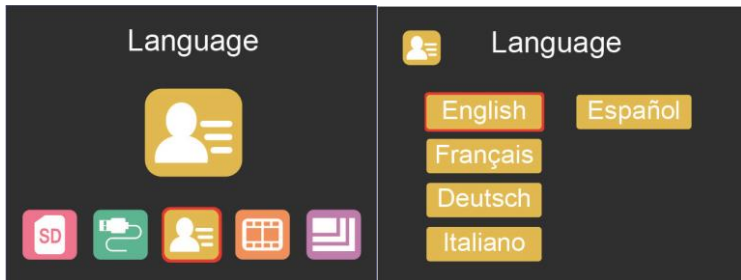 Language
SD
Language
English
Español
Français
Deutsch
Italiano